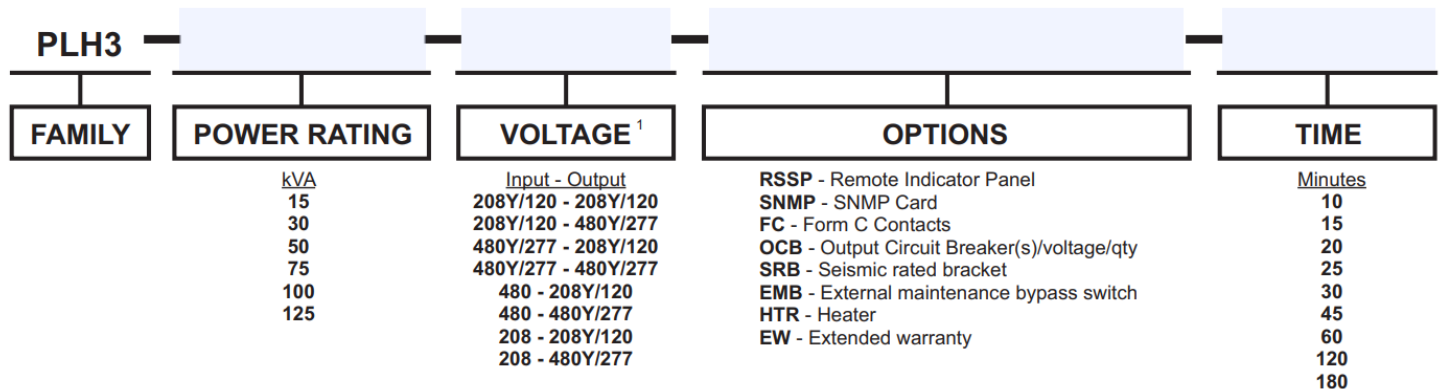 PLH3
FAMILY
POWER RATING
VOLTAGE 1
OPTIONS
TIME
kVA
15
30
50
75
100
125
Input - Output
208Y/120 - 208Y/120
208Y/120 - 480Y/277
480Y/277 - 208Y/120
480Y/277 - 480Y/277
480 - 208Y/120
480 - 480Y/277
208 - 208Y/120
208 - 480Y/277
RSSP - Remote Indicator Panel
SNMP - SNMP Card
FC - Form C Contacts
OCB - Output Circuit Breaker(s)/voltage/qty
SRB - Seismic rated bracket
EMB - External maintenance bypass switch
HTR - Heater
EW - Extended warranty
Minutes
10
15
20
25
30
45
60
120
180